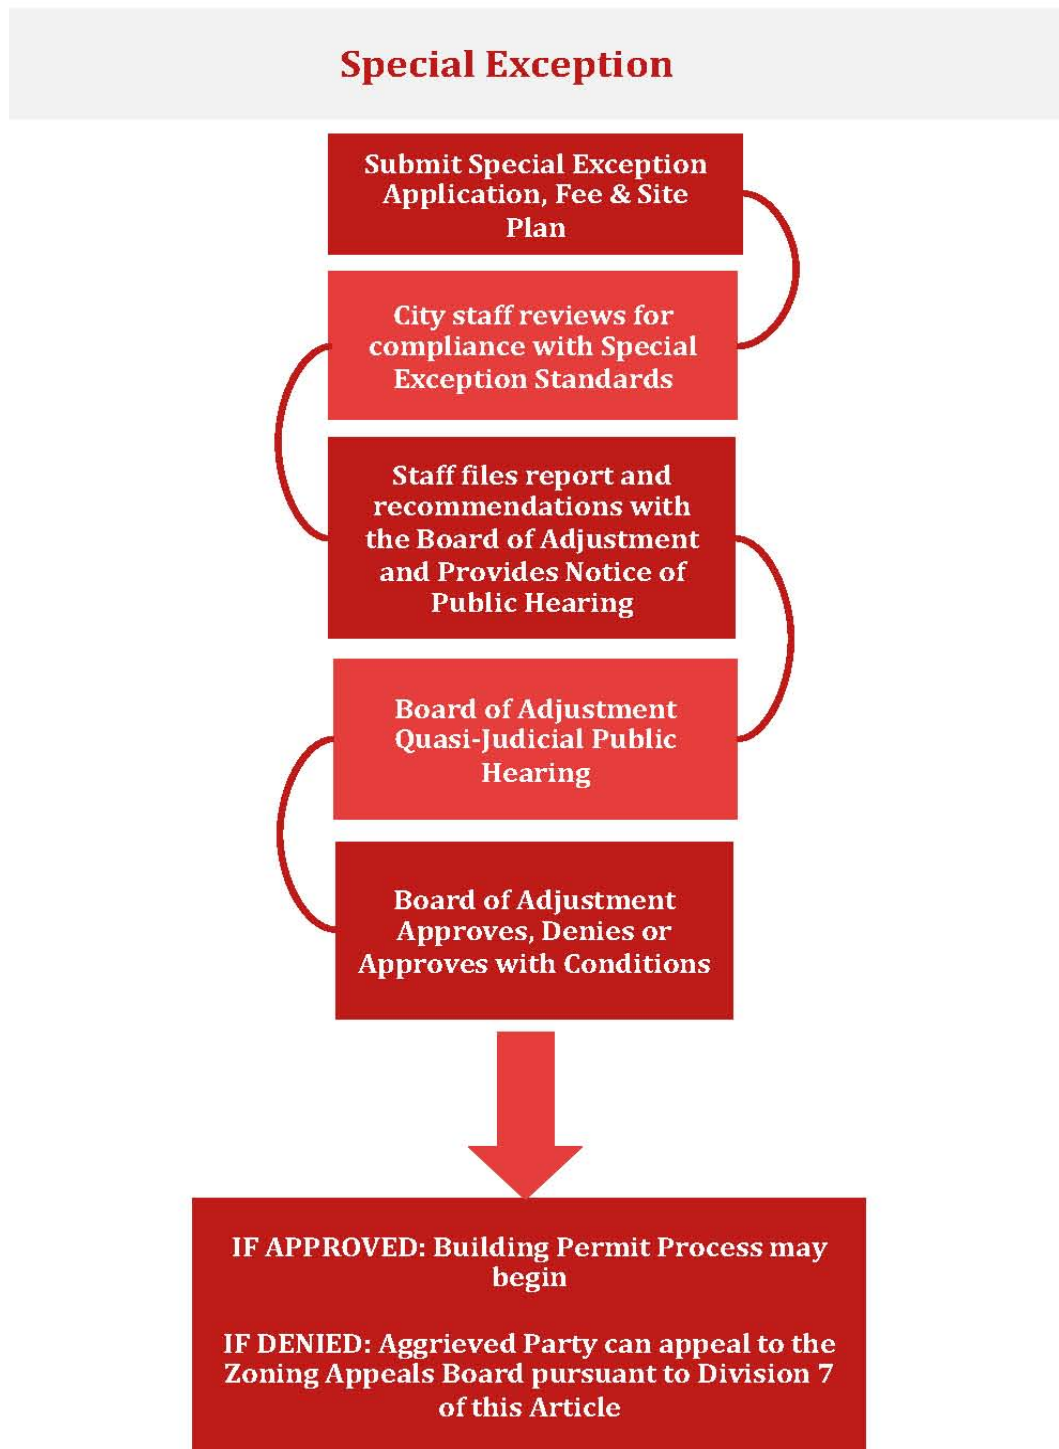 Special Exception
Submit Special Exception
Application, Fee & Site
Plan
City staff reviews for
compliance with Special
Exception Standards
Staff files report and
recommendations with
the Board of Adjustment
and Provides Notice of
Public Hearing
Board of Adjustment
Quasi-Judicial Public
Hearing
Board of Adjustment
Approves, Denies or
Approves with Conditions
IF APPROVED: Building Permit Process may
begin
IF DENIED: Aggrieved Party can appeal to the
Zoning Appeals Board pursuant to Division 7
of this Article